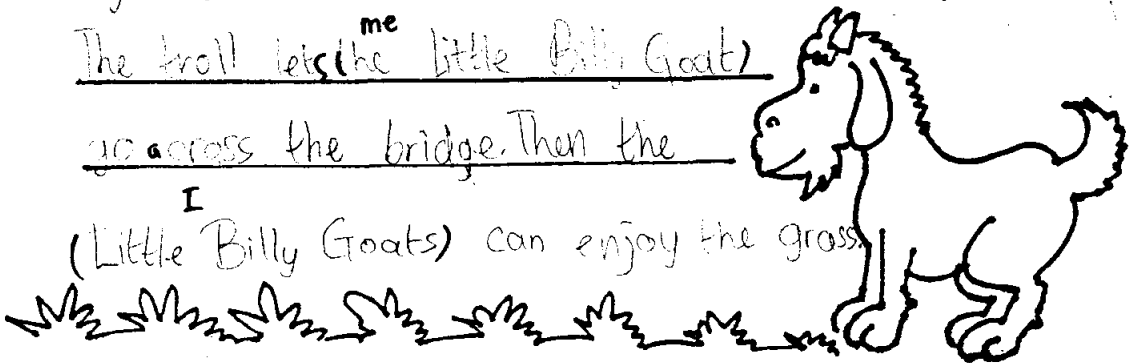 me
The troll lets (the Little Billy Goat)
go across the bridge. Then the
I
(Little Billy Goats) can enjoy the grass.